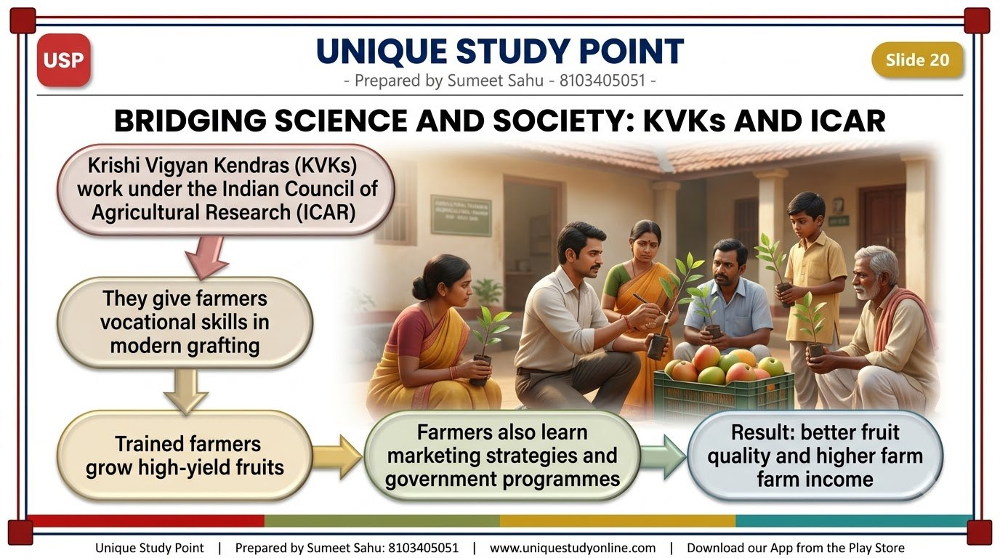 USP
UNIQUE STUDY POINT
- Prepared by Sumeet Sahu - 8103405051 -
Slide 20
BRIDGING SCIENCE AND SOCIETY: KVKs AND ICAR
Krishi Vigyan Kendras (KVKs)
work under the Indian Council of
Agricultural Research (ICAR)
They give farmers
vocational skills in
modern grafting
Trained farmers
grow high-yield fruits
Farmers also learn
marketing strategies and
government programmes
Result: better fruit
quality and higher farm
farm income
Unique Study Point | Prepared by Sumeet Sahu: 8103405051 | www.uniquestudyonline.com | Download our App from the Play Store